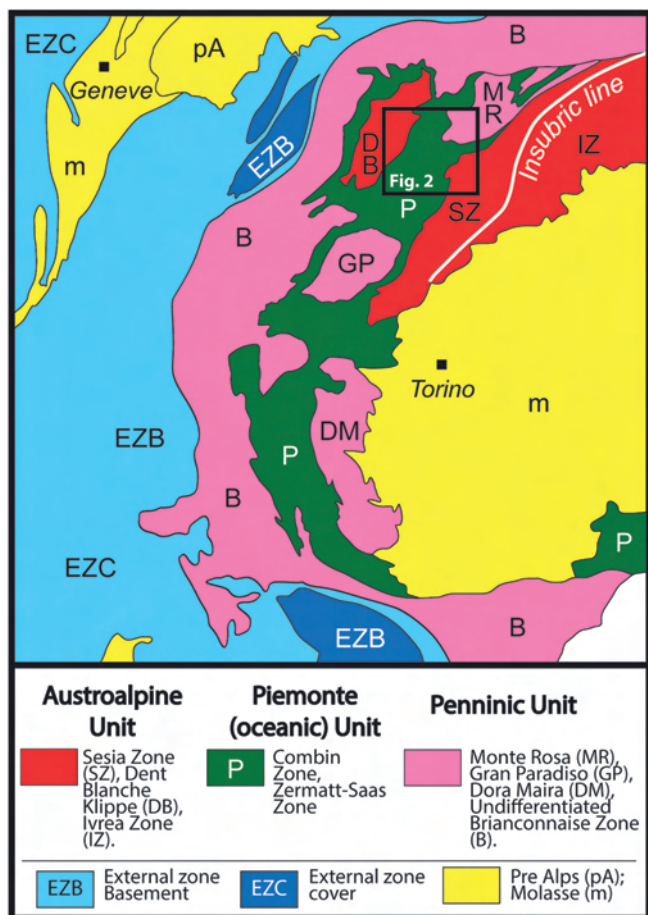 EZC
pA
Geneve
B
m
EZB
M
R
D
B
Insubric line
IZ
Fig. 2
P
SZ
B
GP
Torino
m
EZB
DM
P
B
EZC
P
EZB
B
Austroalpine
Unit
Piemonte
(oceanic) Unit
Penninic Unit
Sesia Zone
(SZ), Dent
Blanche
Klippe (DB),
Ivrea Zone
(IZ).
P
Combin
Zone,
Zermatt-Saas
Zone
Monte Rosa (MR),
Gran Paradiso (GP),
Dora Maira (DM),
Undifferentiated
Brianconnaise Zone
(B).
EZB
External zone
Basement
EZC
External zone
cover
Pre Alps (pA);
Molasse (m)